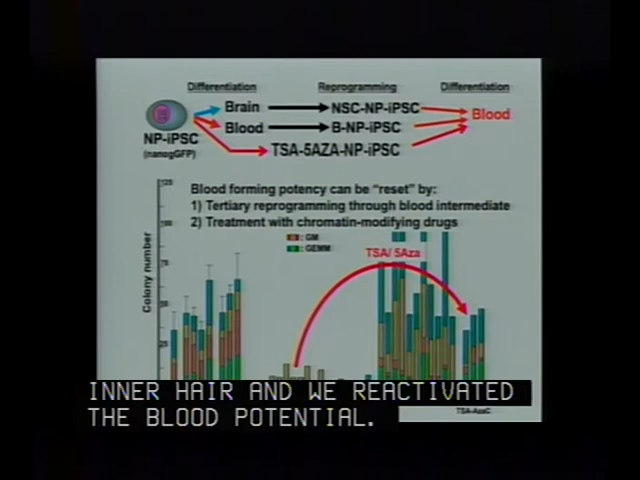 Differentiation Reprogramming Differentiation
Brain NSC-NP-iPSC Blood
Blood B-NP-iPSC
NP-iPSC
(nanogGFP)
TSA-5AZA-NP-iPSC
Blood forming potency can be "reset" by:
1) Tertiary reprogramming through blood intermediate
2) Treatment with chromatin-modifying drugs
: GM
: GEMM
TSA/ 5Aza
Colony number
125
100
75
50
25
INNER HAIR AND WE REACTIVATED
THE BLOOD POTENTIAL.
TSA-AzaC